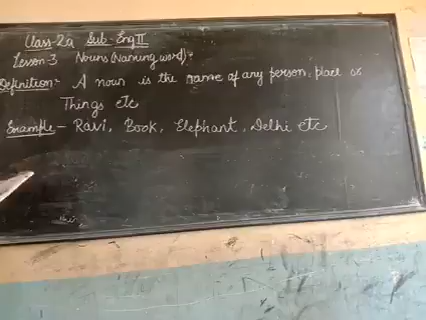 Class-2a Sub-Eng II
Lesson-3 Nouns (Naming word):
Definition- A noun is the name of any person, place or
Things etc
Example - Ravi, Book, Elephant, Delhi etc